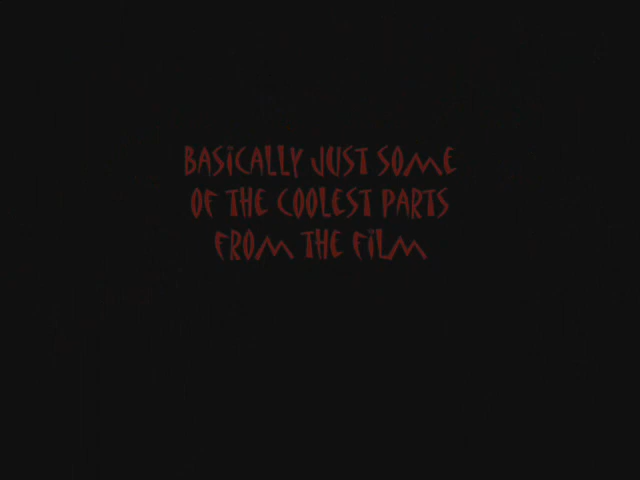 BASiCALLY JUST SOME
OF THE COOLEST PARTS
FROM THE FiLM